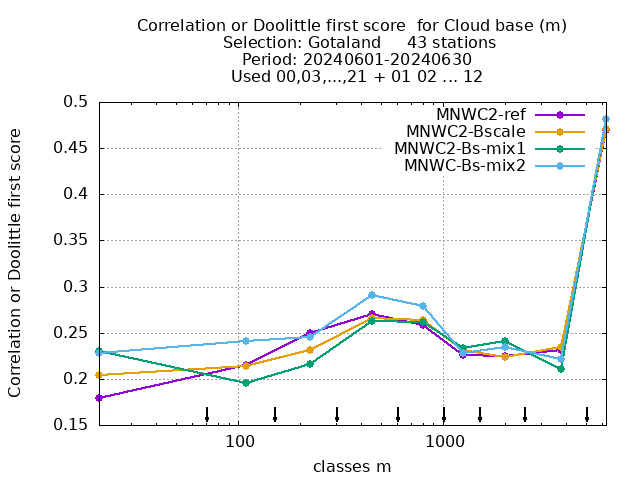 Correlation or Doolittle first score  for Cloud base (m)
Selection: Gotaland     43 stations
Period: 20240601-20240630
Used 00,03,...,21 + 01 02 ... 12
MNWC2-ref
MNWC2-Bscale
MNWC2-Bs-mix1
MNWC-Bs-mix2
Correlation or Doolittle first score
0.5
0.45
0.4
0.35
0.3
0.25
0.2
0.15
100
1000
classes m